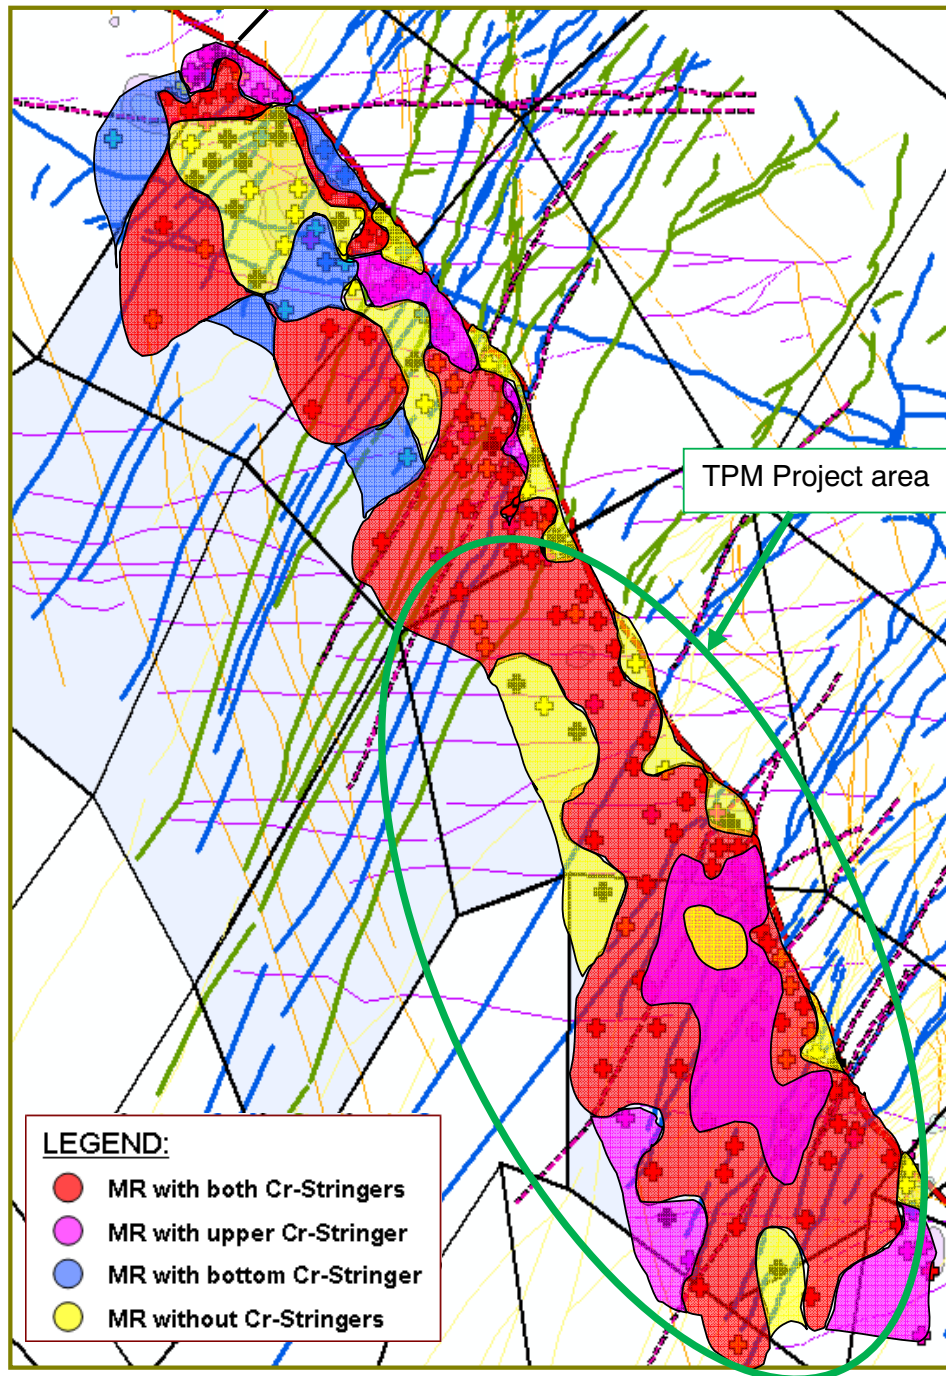 TPM Project area
LEGEND:
MR with both Cr-Stringers
MR with upper Cr-Stringer
MR with bottom Cr-Stringer
MR without Cr-Stringers